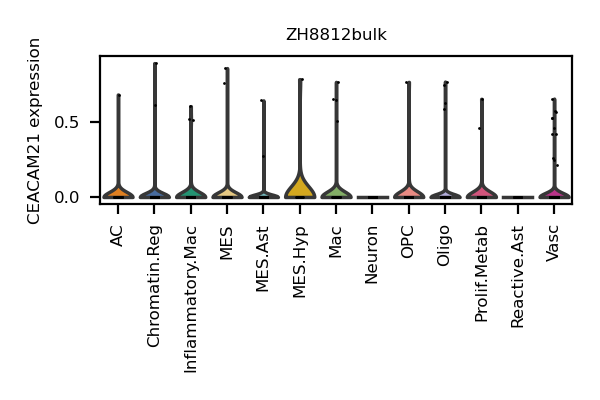 ZH8812bulk
CEACAM21 expression
0.5
0.0
AC
Chromatin.Reg
Inflammatory.Mac
MES
MES.Ast
MES.Hyp
Mac
Neuron
OPC
Oligo
Prolif.Metab
Reactive.Ast
Vasc